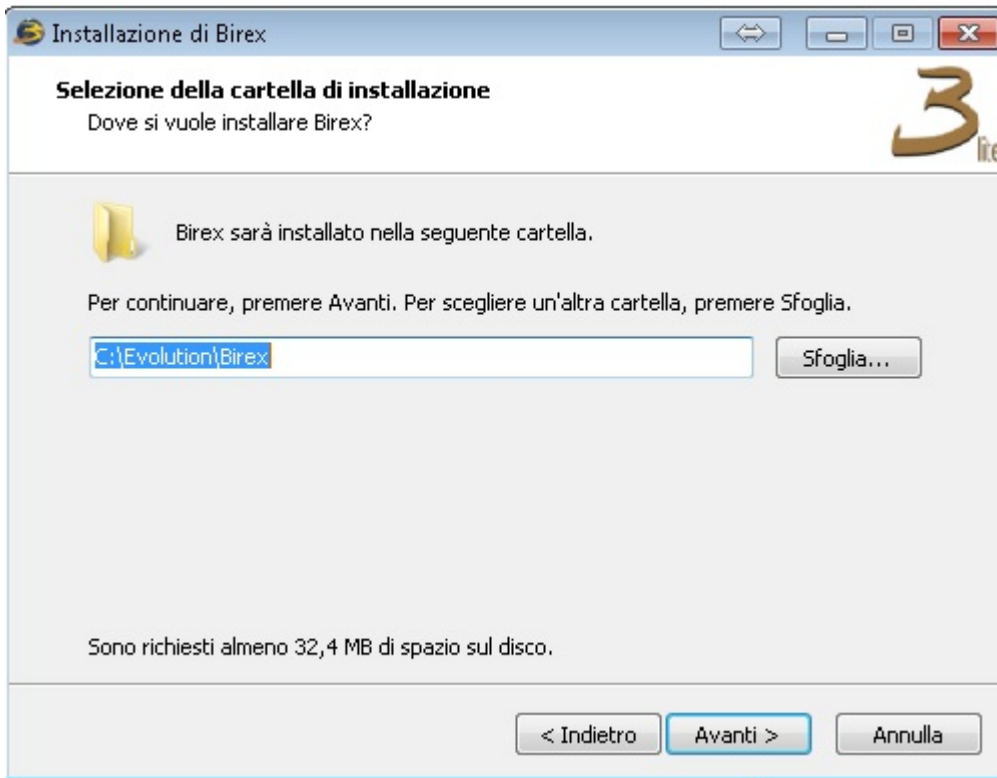 Installazione di Birex
Selezione della cartella di installazione
Dove si vuole installare Birex?
3
lite
Birex sarà installato nella seguente cartella.
Per continuare, premere Avanti. Per scegliere un'altra cartella, premere Sfoglia.
C:\Evolution\Birex
Sfoglia...
Sono richiesti almeno 32,4 MB di spazio sul disco.
< Indietro
Avanti >
Annulla